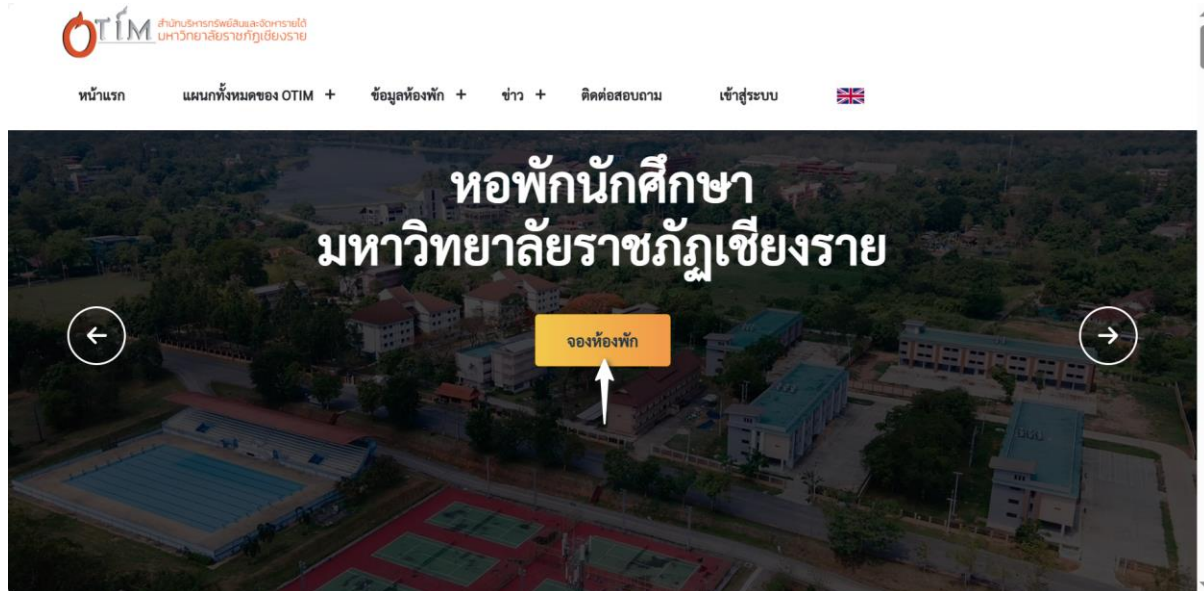 OTIM
สำนักบริหารทรัพย์สินและจัดหารายได้
มหาวิทยาลัยราชภัฏเชียงราย
หน้าแรก แผนกทั้งหมดของ OTIM + ข้อมูลห้องพัก + ข่าว + ติดต่อสอบถาม เข้าสู่ระบบ
หอพักนักศึกษา
มหาวิทยาลัยราชภัฏเชียงราย
จองห้องพัก